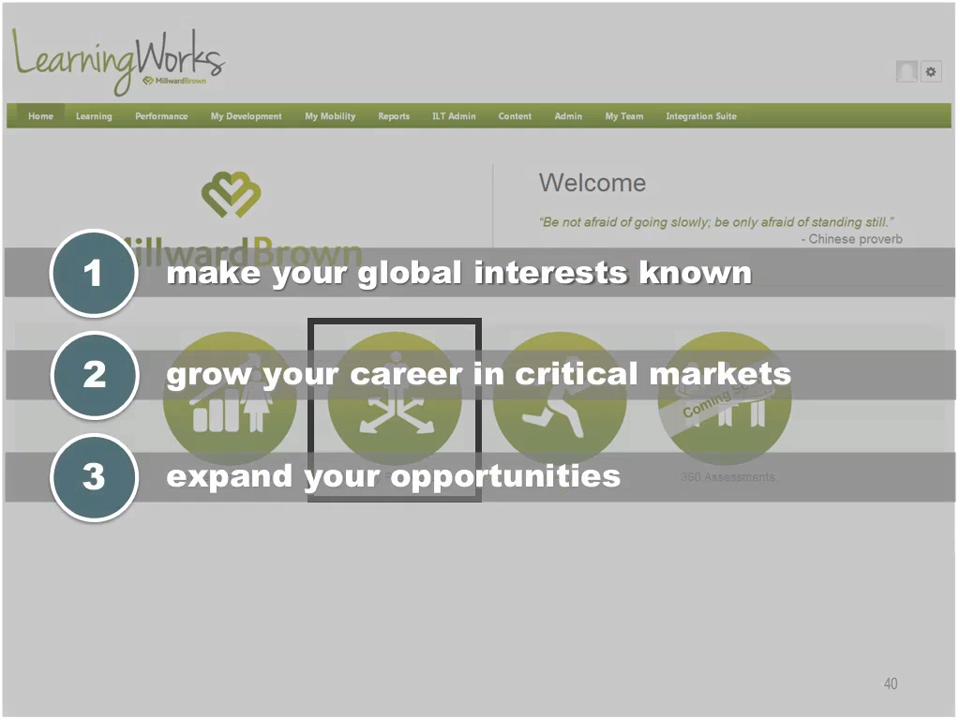 LearningWorks
MillwardBrown
Home Learning Performance My Development My Mobility Reports ILT Admin Content Admin My Team Integration Suite
Welcome
“Be not afraid of going slowly; be only afraid of standing still.”
- Chinese proverb
MillwardBrown
1 make your global interests known
2 grow your career in critical markets
Coming
3 expand your opportunities
360 Assessments
40